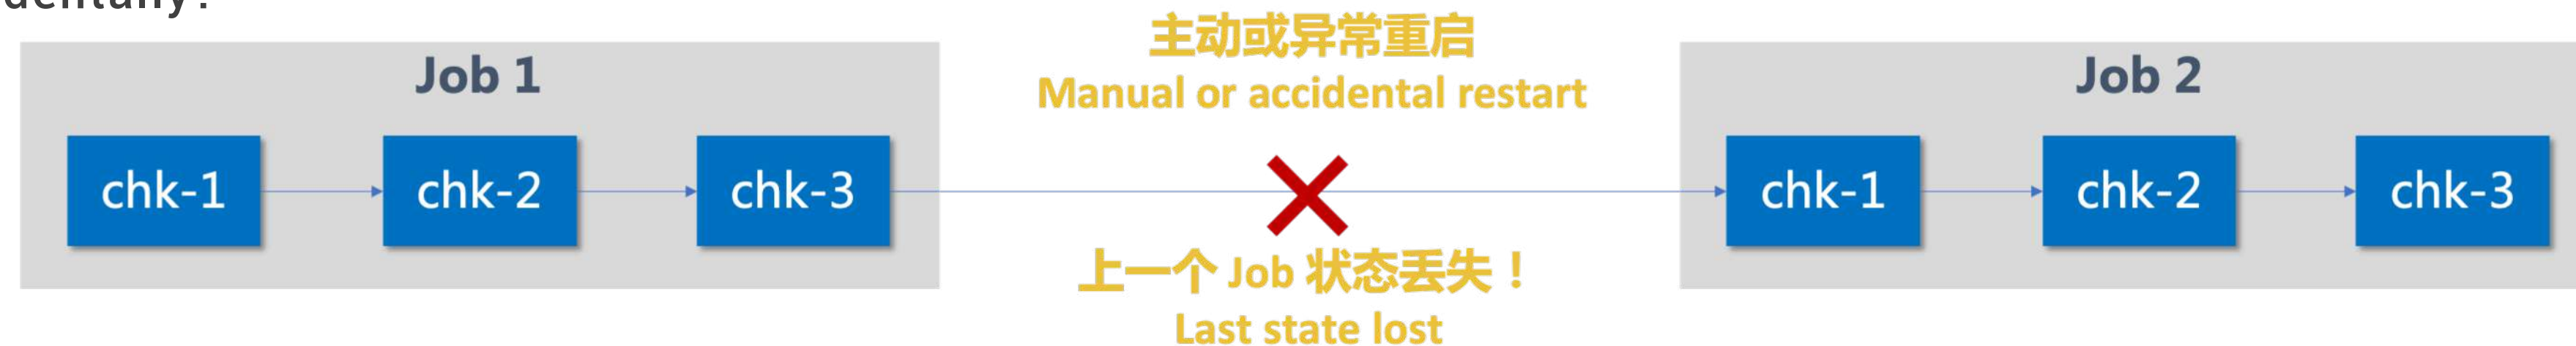 Job 1
chk-1
chk-2
chk-3
主动或异常重启
Manual or accidental restart
上一个 Job 状态丢失！
Last state lost
Job 2
chk-1
chk-2
chk-3